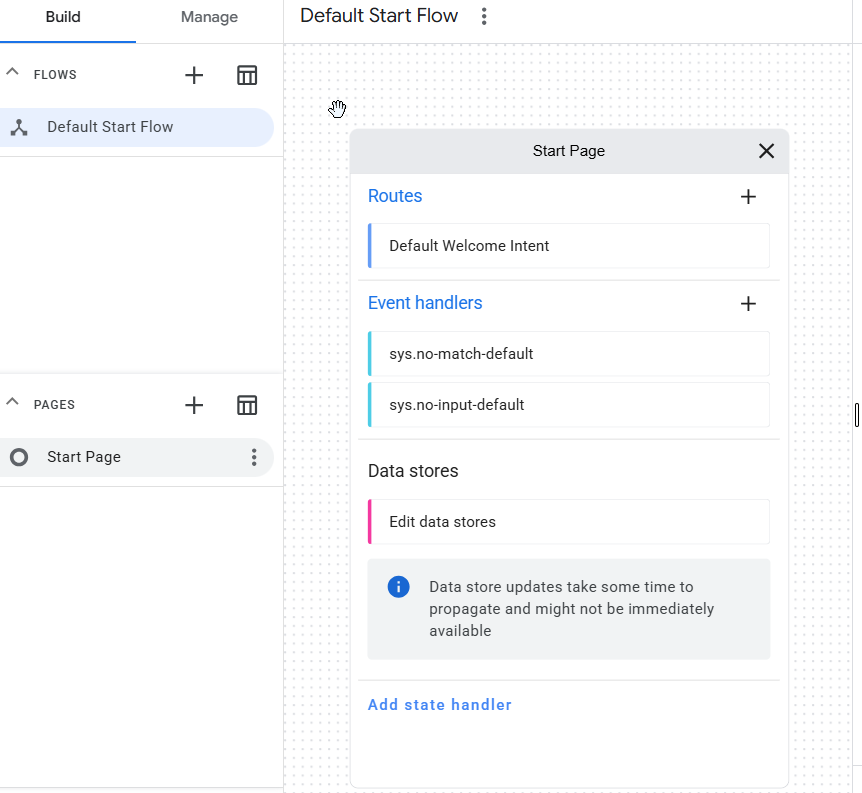 Build
Manage
Default Start Flow
FLOWS
Default Start Flow
PAGES
Start Page
Start Page
Routes
Default Welcome Intent
Event handlers
sys.no-match-default
sys.no-input-default
Data stores
Edit data stores
Data store updates take some time to
propagate and might not be immediately
available
Add state handler